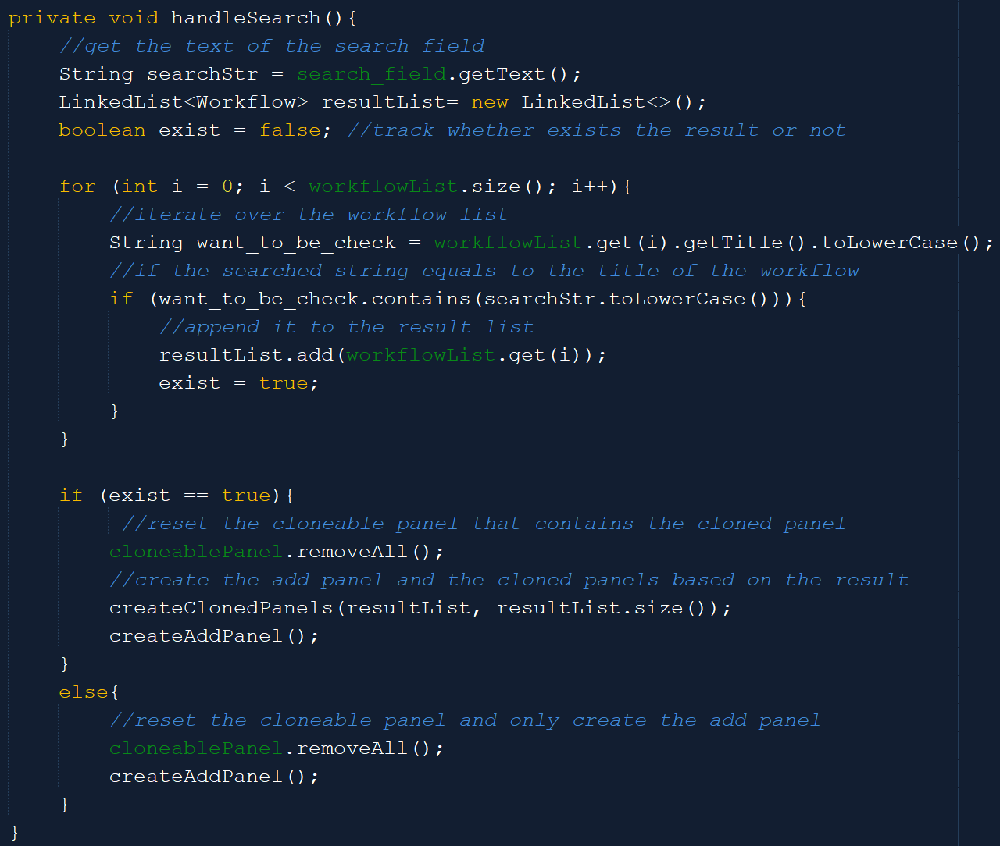 private void handleSearch(){
//get the text of the search field
String searchStr = search_field.getText();
LinkedList<Workflow> resultList= new LinkedList<>();
boolean exist = false; //track whether exists the result or not
for (int i = 0; i < workflowList.size(); i++){
//iterate over the workflow list
String want_to_be_check = workflowList.get(i).getTitle().toLowerCase();
//if the searched string equals to the title of the workflow
if (want_to_be_check.contains(searchStr.toLowerCase())){
//append it to the result list
resultList.add(workflowList.get(i));
exist = true;
}
}
if (exist == true){
//reset the cloneable panel that contains the cloned panel
cloneablePanel.removeAll();
//create the add panel and the cloned panels based on the result
createClonedPanels(resultList, resultList.size());
createAddPanel();
}
else{
//reset the cloneable panel and only create the add panel
cloneablePanel.removeAll();
createAddPanel();
}
}